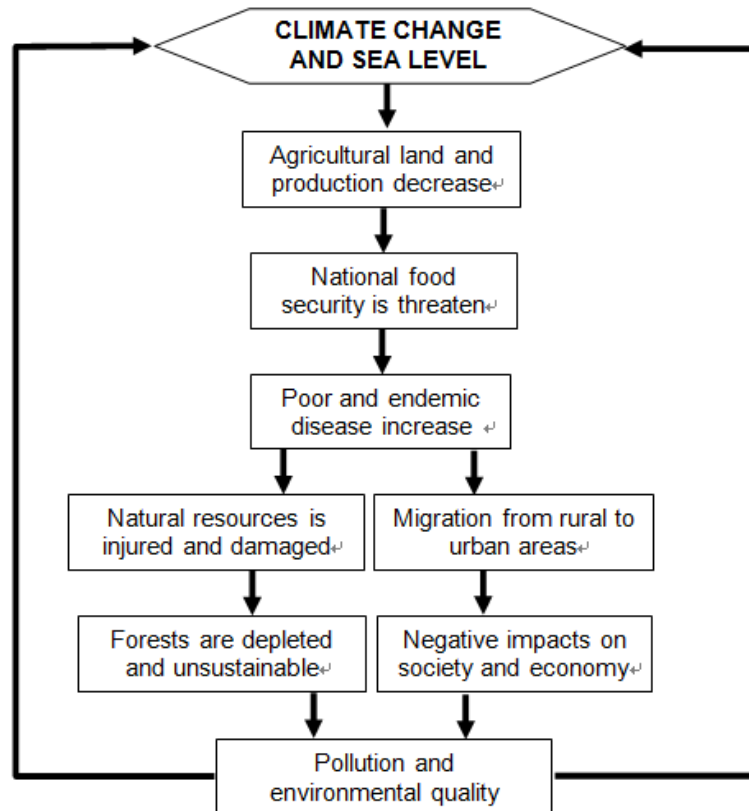 CLIMATE CHANGE
AND SEA LEVEL
Agricultural land and
production decrease
National food
security is threaten
Poor and endemic
disease increase
Natural resources is
injured and damaged
Migration from rural to
urban areas
Forests are depleted
and unsustainable
Negative impacts on
society and economy
Pollution and
environmental quality